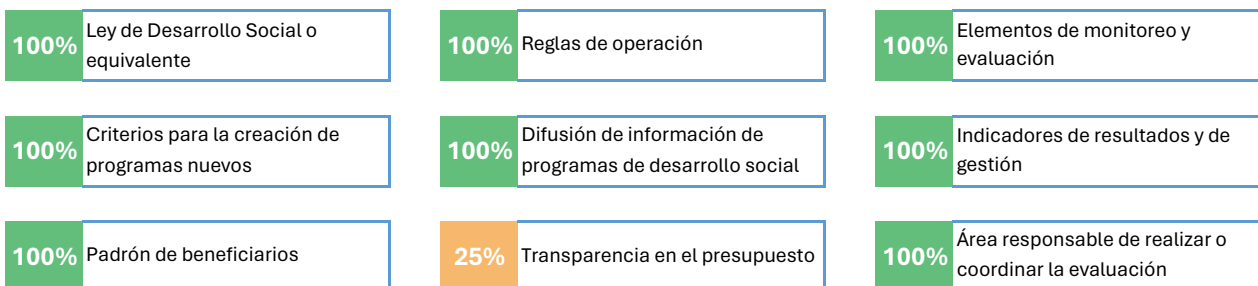 100%
Ley de Desarrollo Social o
equivalente
100%
Reglas de operación
100%
Elementos de monitoreo y
evaluación
100%
Criterios para la creación de
programas nuevos
100%
Difusión de información de
programas de desarrollo social
100%
Indicadores de resultados y de
gestión
100%
Padrón de beneficiarios
25%
Transparencia en el presupuesto
100%
Área responsable de realizar o
coordinar la evaluación